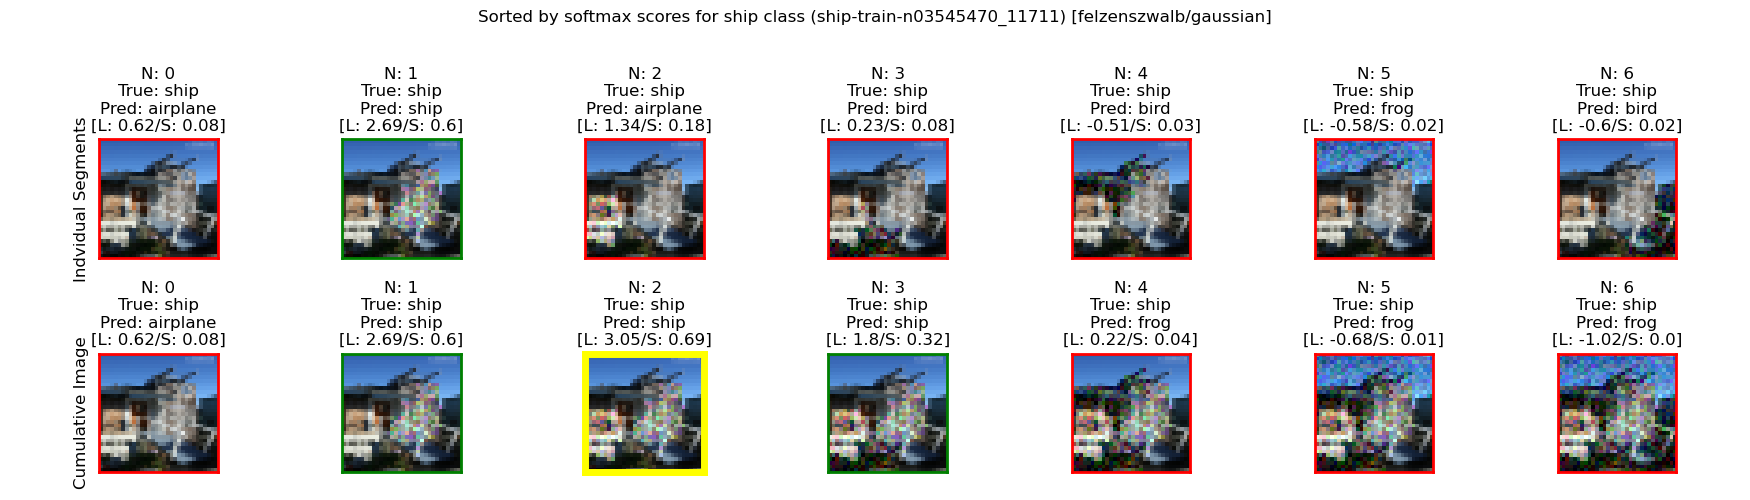 Sorted by softmax scores for ship class (ship-train-n03545470_11711) [felzenszwalb/gaussian]
Indvidual Segments
N: 0
True: ship
Pred: airplane
[L: 0.62/S: 0.08]
N: 1
True: ship
Pred: ship
[L: 2.69/S: 0.6]
N: 2
True: ship
Pred: airplane
[L: 1.34/S: 0.18]
N: 3
True: ship
Pred: bird
[L: 0.23/S: 0.08]
N: 4
True: ship
Pred: bird
[L: -0.51/S: 0.03]
N: 5
True: ship
Pred: frog
[L: -0.58/S: 0.02]
N: 6
True: ship
Pred: bird
[L: -0.6/S: 0.02]
Cumulative Image
N: 0
True: ship
Pred: airplane
[L: 0.62/S: 0.08]
N: 1
True: ship
Pred: ship
[L: 2.69/S: 0.6]
N: 2
True: ship
Pred: ship
[L: 3.05/S: 0.69]
N: 3
True: ship
Pred: ship
[L: 1.8/S: 0.32]
N: 4
True: ship
Pred: frog
[L: 0.22/S: 0.04]
N: 5
True: ship
Pred: frog
[L: -0.68/S: 0.01]
N: 6
True: ship
Pred: frog
[L: -1.02/S: 0.0]